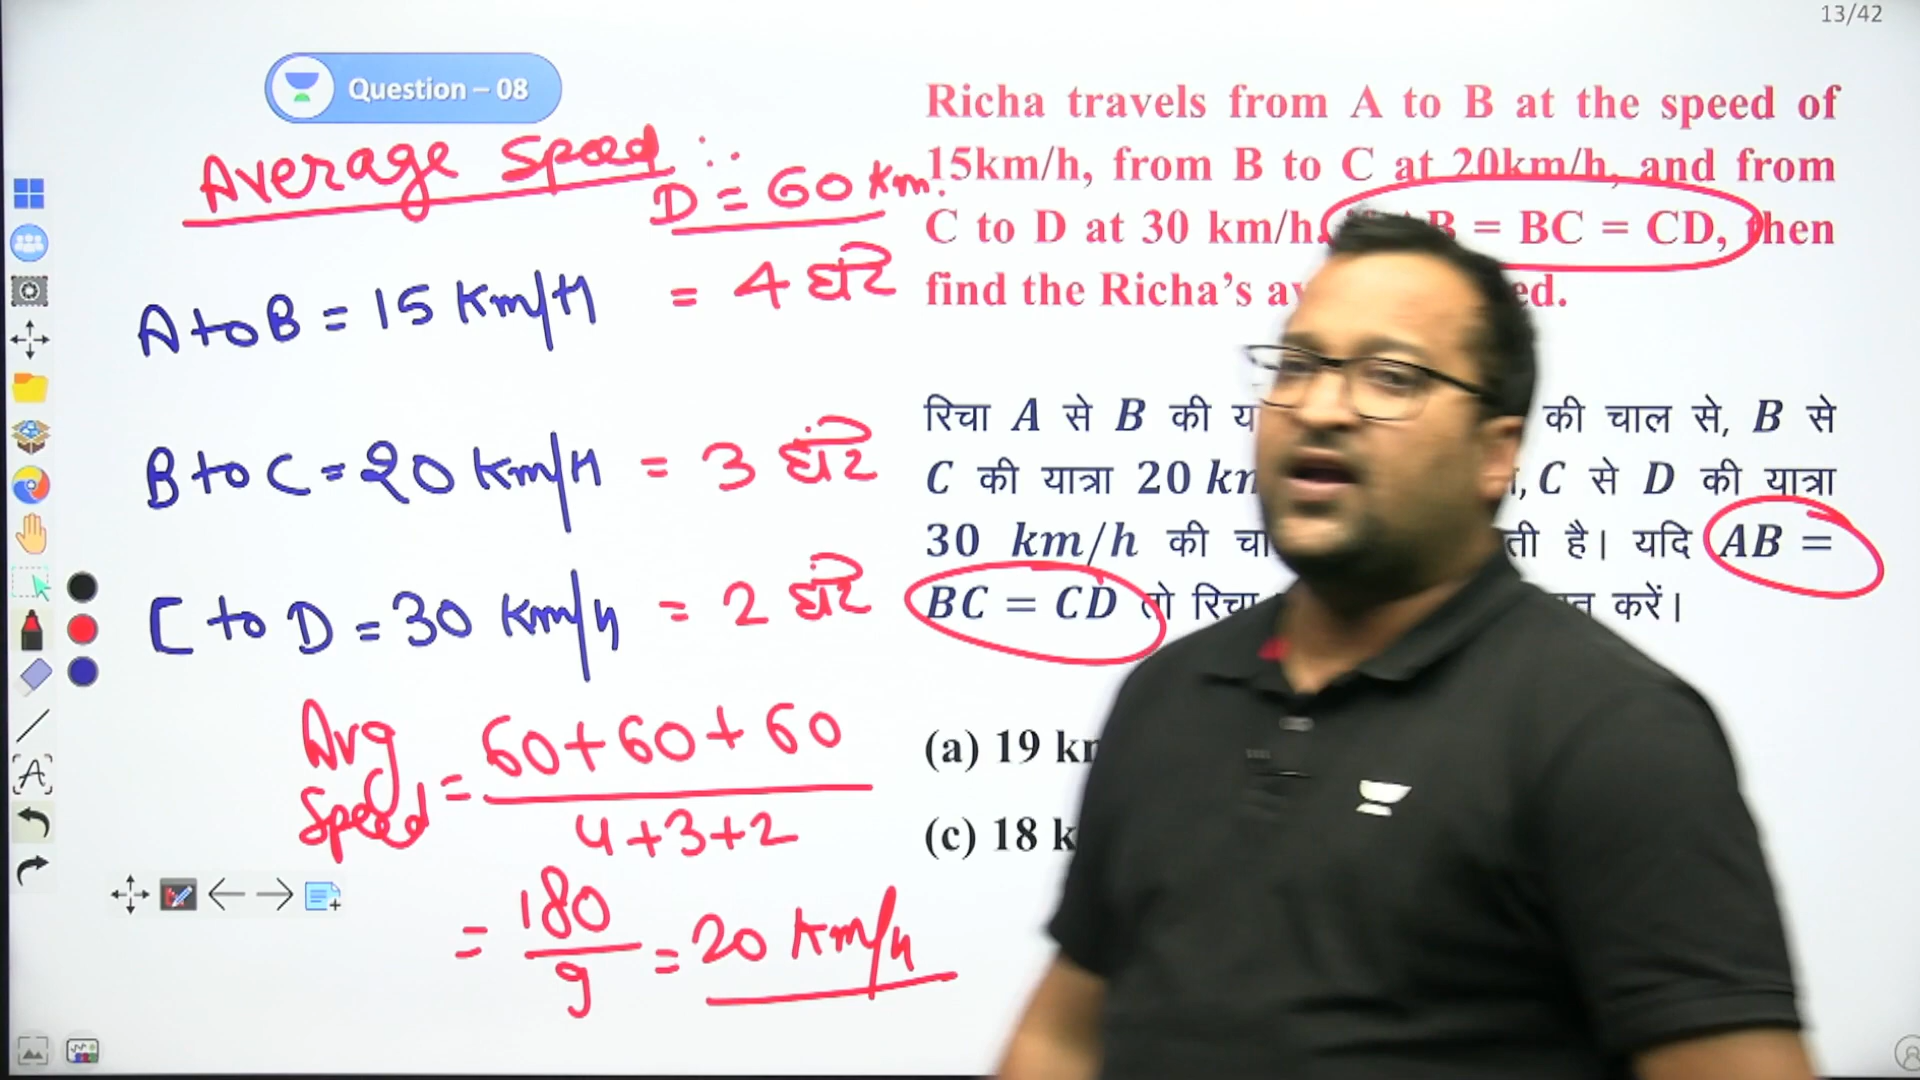 13/42
Question – 08
Richa travels from A to B at the speed of
15km/h, from B to C at 20km/h, and from
C to D at 30 km/h. AB = BC = CD, then
find the Richa's
रिचा A से B की की चाल से, B से
C की यात्रा 20 , C से D की यात्रा
30 km/h की है। यदि AB =
BC = CD तो रिचा करें।
(a) 19
(c) 18
Average Speed :
D = 60 Km.
A to B = 15 Km/H = 4 घंटे
B to C = 20 Km/H = 3 घंटे
C to D = 30 Km/h = 2 घंटे
Avg Speed = 60+60+60
4+3+2
= 180
9
= 20 Km/h